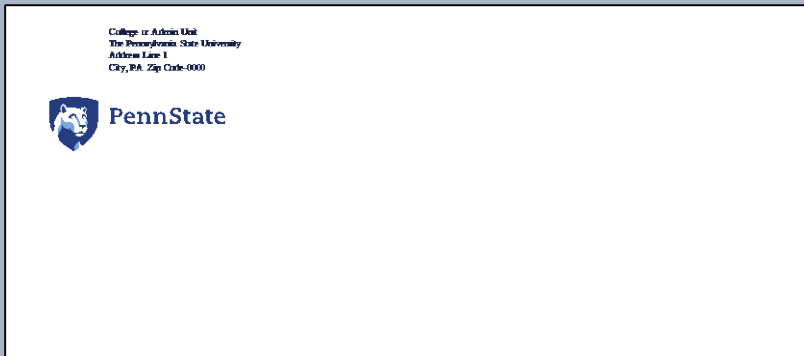 College or Admin Unit
The Pennsylvania State University
Address Line 1
City, PA  Zip Code-0000
PennState